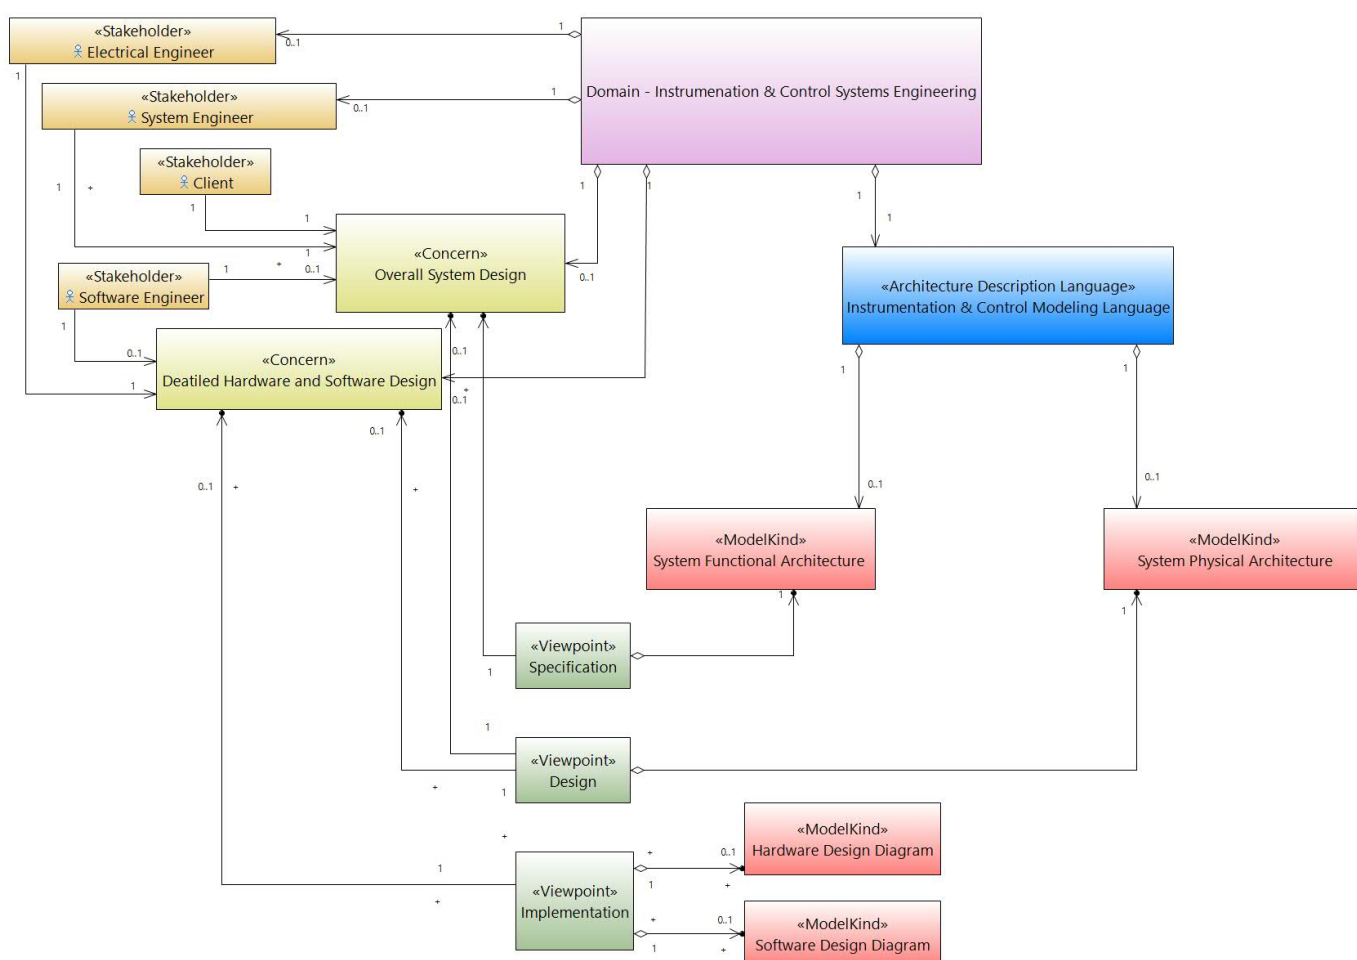 «Stakeholder»
Electrical Engineer
1
0..1
1
Domain - Instrumenation & Control Systems Engineering
«Stakeholder»
System Engineer
1
0..1
1
+
«Stakeholder»
Client
1
1
1
1
1
1
1
«Concern»
Overall System Design
1
+
0..1
0..1
«Stakeholder»
Software Engineer
1
0..1
1
«Architecture Description Language»
Instrumentation & Control Modeling Language
«Concern»
Deatiled Hardware and Software Design
0..1
+
0..1
1
1
0..1
0..1
+
+
0..1
0..1
«ModelKind»
System Functional Architecture
1
«ModelKind»
System Physical Architecture
1
«Viewpoint»
Specification
1
1
«Viewpoint»
Design
+
1
+
«ModelKind»
Hardware Design Diagram
+
0..1
1
+
1
+
«Viewpoint»
Implementation
«ModelKind»
Software Design Diagram
+
0..1
1
+